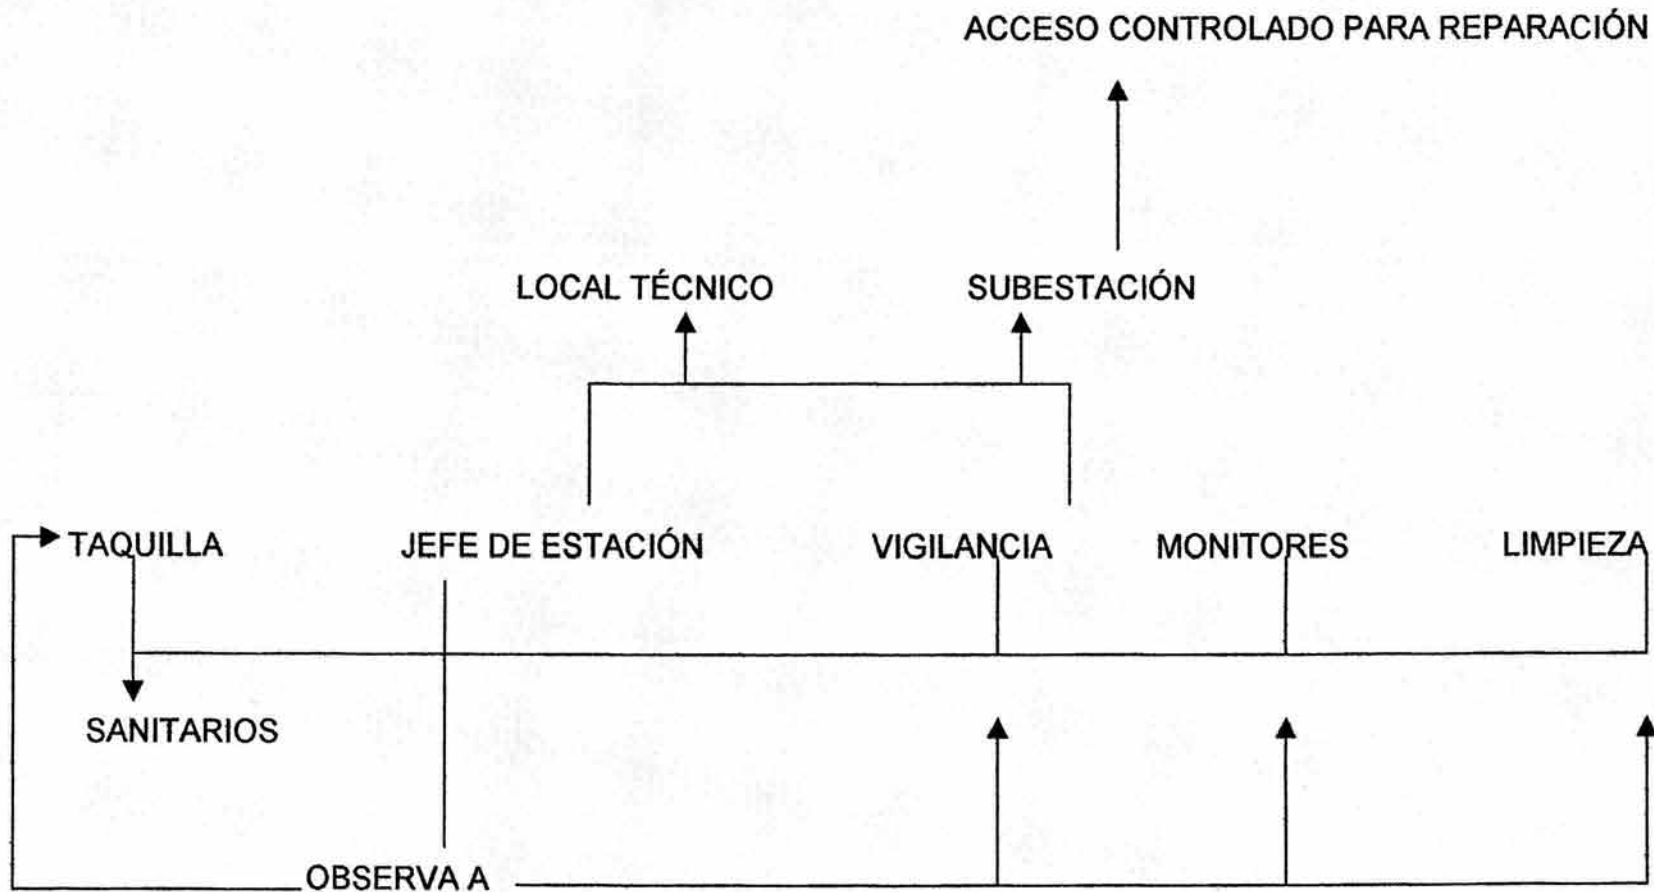 ACCESO CONTROLADO PARA REPARACIÓN
LOCAL TÉCNICO
SUBESTACIÓN
TAQUILLA
JEFE DE ESTACIÓN
VIGILANCIA
MONITORES
LIMPIEZA
SANITARIOS
OBSERVA A